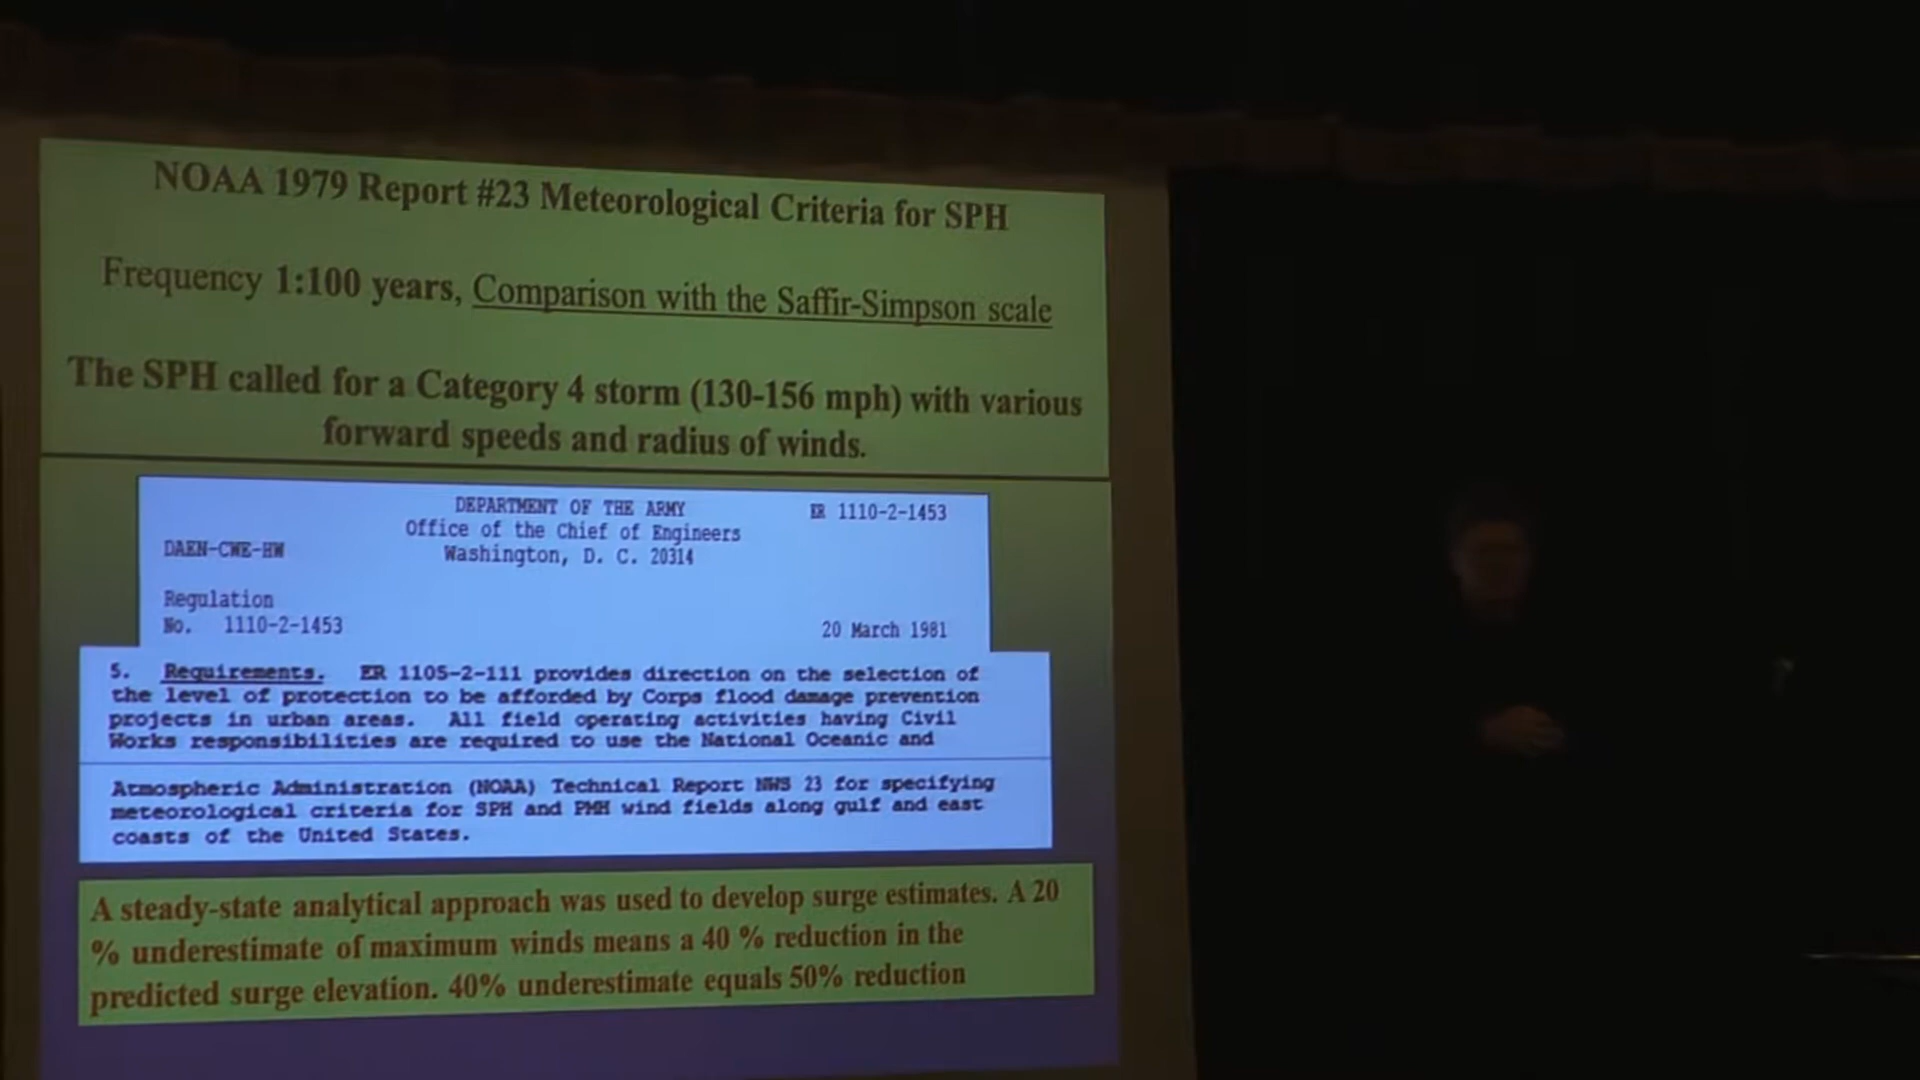 NOAA 1979 Report #23 Meteorological Criteria for SPH
Frequency 1:100 years, Comparison with the Saffir-Simpson scale
The SPH called for a Category 4 storm (130-156 mph) with various
forward speeds and radius of winds.
DEPARTMENT OF THE ARMY
ER 1110-2-1453
Office of the Chief of Engineers
DAEN-CWE-HW
Washington, D. C. 20314
Regulation
No. 1110-2-1453
20 March 1981
5. Requirements. ER 1105-2-111 provides direction on the selection of
the level of protection to be afforded by Corps flood damage prevention
projects in urban areas. All field operating activities having Civil
Works responsibilities are required to use the National Oceanic and
Atmospheric Administration (NOAA) Technical Report NWS 23 for specifying
meteorological criteria for SPH and PMH wind fields along gulf and east
coasts of the United States.
A steady-state analytical approach was used to develop surge estimates. A 20
% underestimate of maximum winds means a 40 % reduction in the
predicted surge elevation. 40% underestimate equals 50% reduction